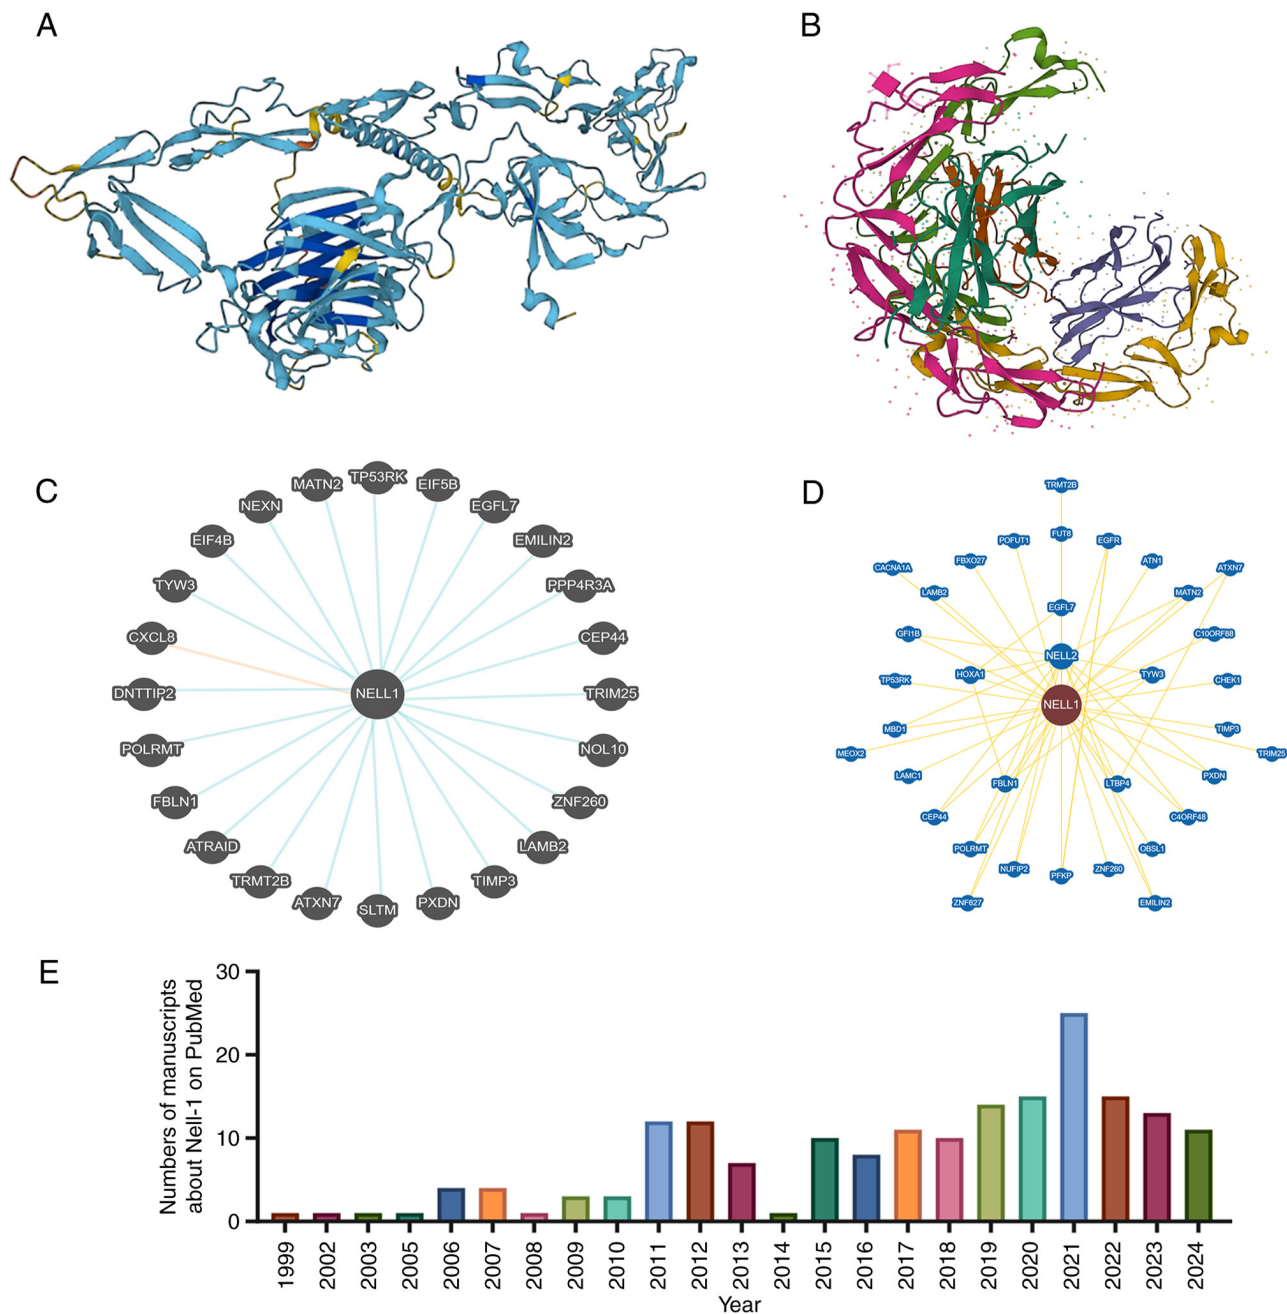 A
B
C
TP53RK
MATN2
EIF5B
NEXN
EGFL7
EIF4B
EMILIN2
TYW3
PPP4R3A
CXCL8
CEP44
DNTTIP2
NELL1
TRIM25
POLRMT
NOL10
FBLN1
ZNF260
ATRAID
LAMB2
TRMT2B
TIMP3
ATXN7
SLTM
PXDN
D
TRMT2B
FUT8
POFUT1
EGFR
FBXO27
ATN1
CACNA1A
ATXN7
LAMB2
MATN2
EGFL7
GFI1B
C10ORF88
NELL2
HOXA1
TYW3
TP53RK
CHEK1
NELL1
MBD1
TIMP3
MEOX2
TRIM25
LAMC1
PXDN
FBLN1
LTBP4
CEP44
C4ORF48
POLRMT
OBSL1
NUFIP2
ZNF260
PFKP
ZNF627
EMILIN2
E
Numbers of manuscripts
about Nell-1 on PubMed
30
20
10
0
1999
2002
2003
2005
2006
2007
2008
2009
2010
2011
2012
2013
2014
2015
2016
2017
2018
2019
2020
2021
2022
2023
2024
Year